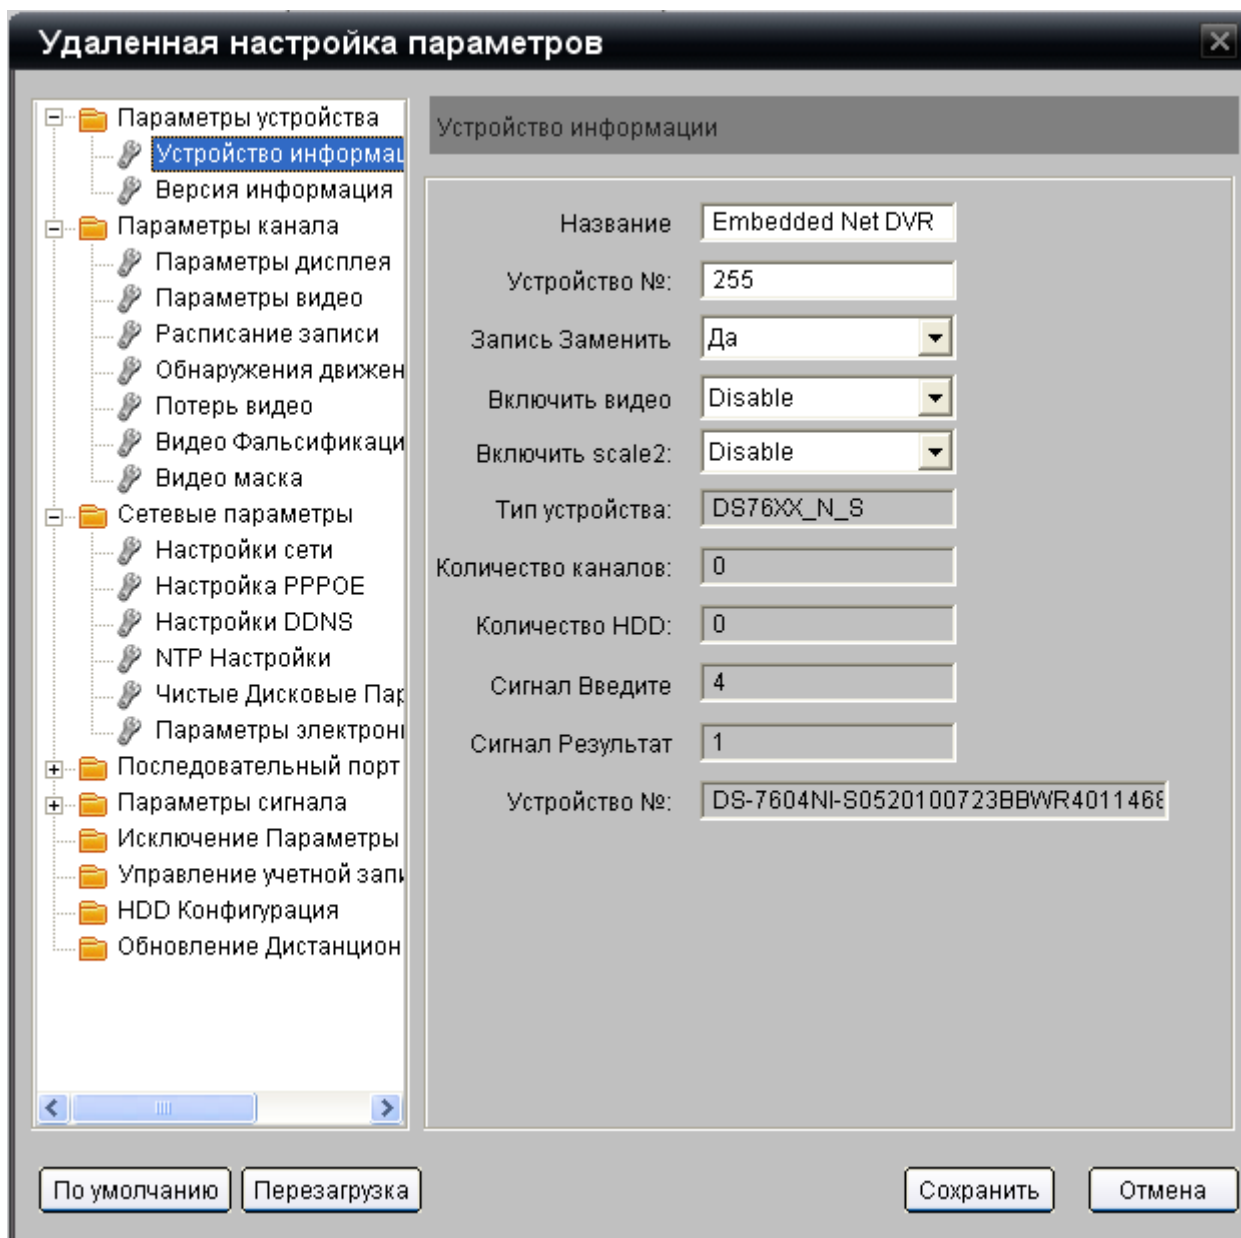 Удаленная настройка параметров
Параметры устройства
Устройство информац
Версия информация
Параметры канала
Параметры дисплея
Параметры видео
Расписание записи
Обнаружения движен
Потерь видео
Видео Фальсификаци
Видео маска
Сетевые параметры
Настройки сети
Настройка PPPOE
Настройки DDNS
NTP Настройки
Чистые Дисковые Пар
Параметры электронн
Последовательный порт
Параметры сигнала
Исключение Параметры
Управление учетной запи
HDD Конфигурация
Обновление Дистанцион
Устройство информации
Название Embedded Net DVR
Устройство №: 255
Запись Заменить Да
Включить видео Disable
Включить scale2: Disable
Тип устройства: DS76XX_N_S
Количество каналов: 0
Количество HDD: 0
Сигнал Введите 4
Сигнал Результат 1
Устройство №: DS-7604NI-S0520100723BBWR4011468
По умолчанию Перезагрузка Сохранить Отмена